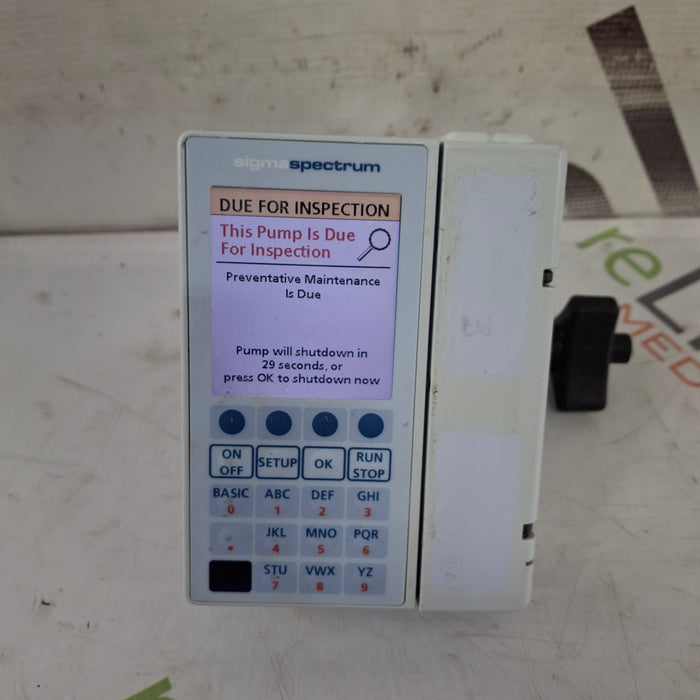 sigmaspectrum
DUE FOR INSPECTION
This Pump Is Due
For Inspection
Preventative Maintenance
Is Due
Pump will shutdown in
29 seconds, or
press OK to shutdown now
ON
OFF
SETUP
OK
RUN
STOP
BASIC
0
ABC
1
DEF
2
GHI
3
.
JKL
4
MNO
5
PQR
6
STU
7
VWX
8
YZ
9
re
MED